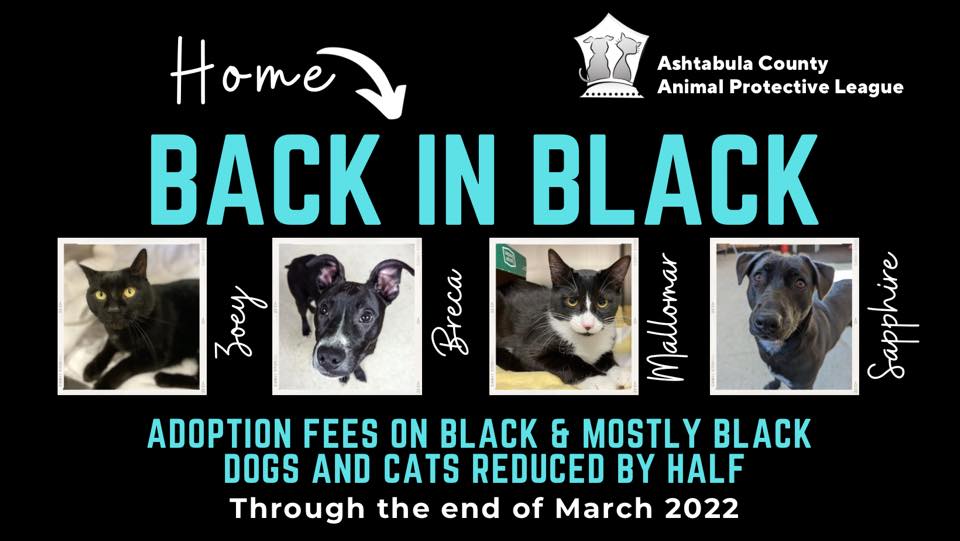 Home
Ashtabula County
Animal Protective League
BACK IN BLACK
Zoey
Breca
Mallomar
Sapphire
ADOPTION FEES ON BLACK & MOSTLY BLACK
DOGS AND CATS REDUCED BY HALF
Through the end of March 2022